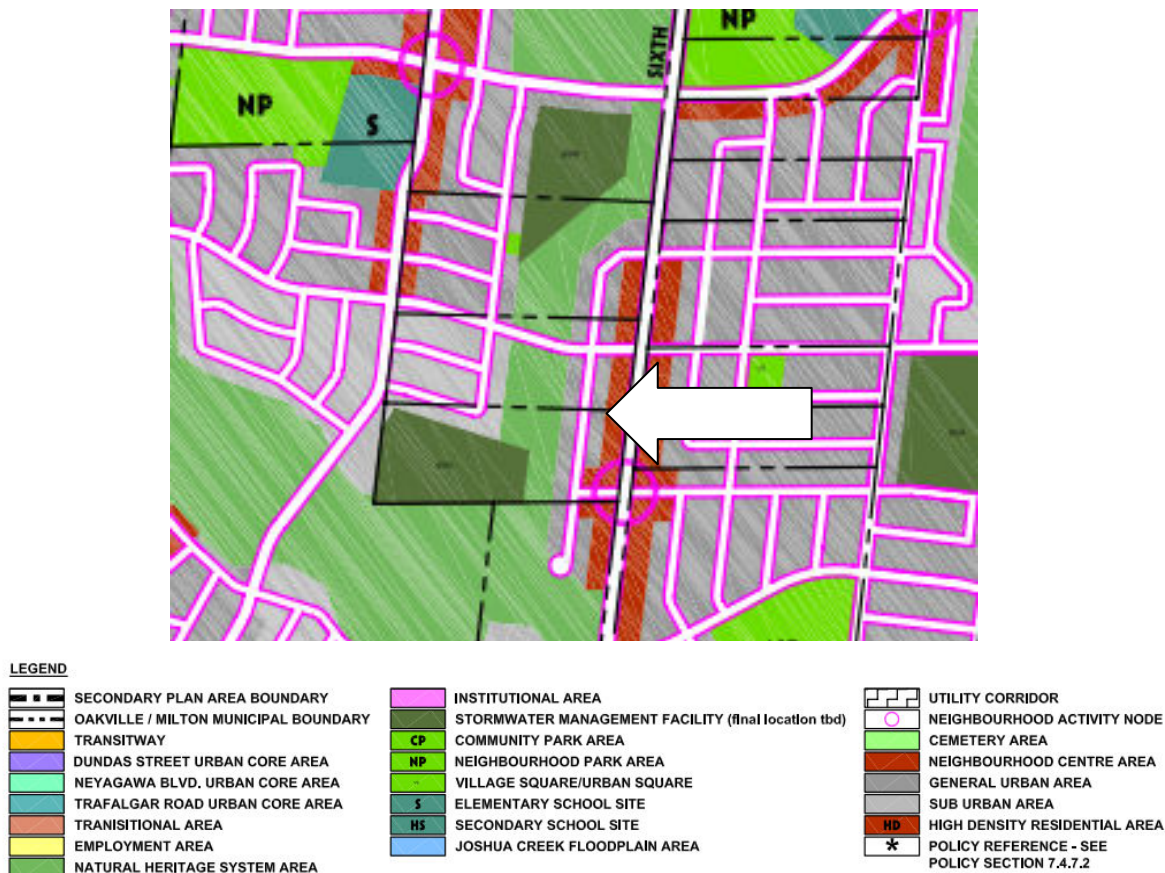 NP
SIXTH
NP
S
LEGEND
SECONDARY PLAN AREA BOUNDARY
OAKVILLE / MILTON MUNICIPAL BOUNDARY
TRANSITWAY
DUNDAS STREET URBAN CORE AREA
NEYAGAWA BLVD. URBAN CORE AREA
TRAFALGAR ROAD URBAN CORE AREA
TRANISITIONAL AREA
EMPLOYMENT AREA
NATURAL HERITAGE SYSTEM AREA
INSTITUTIONAL AREA
STORMWATER MANAGEMENT FACILITY (final location tbd)
CP COMMUNITY PARK AREA
NP NEIGHBOURHOOD PARK AREA
VILLAGE SQUARE/URBAN SQUARE
S ELEMENTARY SCHOOL SITE
HS SECONDARY SCHOOL SITE
JOSHUA CREEK FLOODPLAIN AREA
UTILITY CORRIDOR
NEIGHBOURHOOD ACTIVITY NODE
CEMETERY AREA
NEIGHBOURHOOD CENTRE AREA
GENERAL URBAN AREA
SUB URBAN AREA
HD HIGH DENSITY RESIDENTIAL AREA
* POLICY REFERENCE - SEE
POLICY SECTION 7.4.7.2